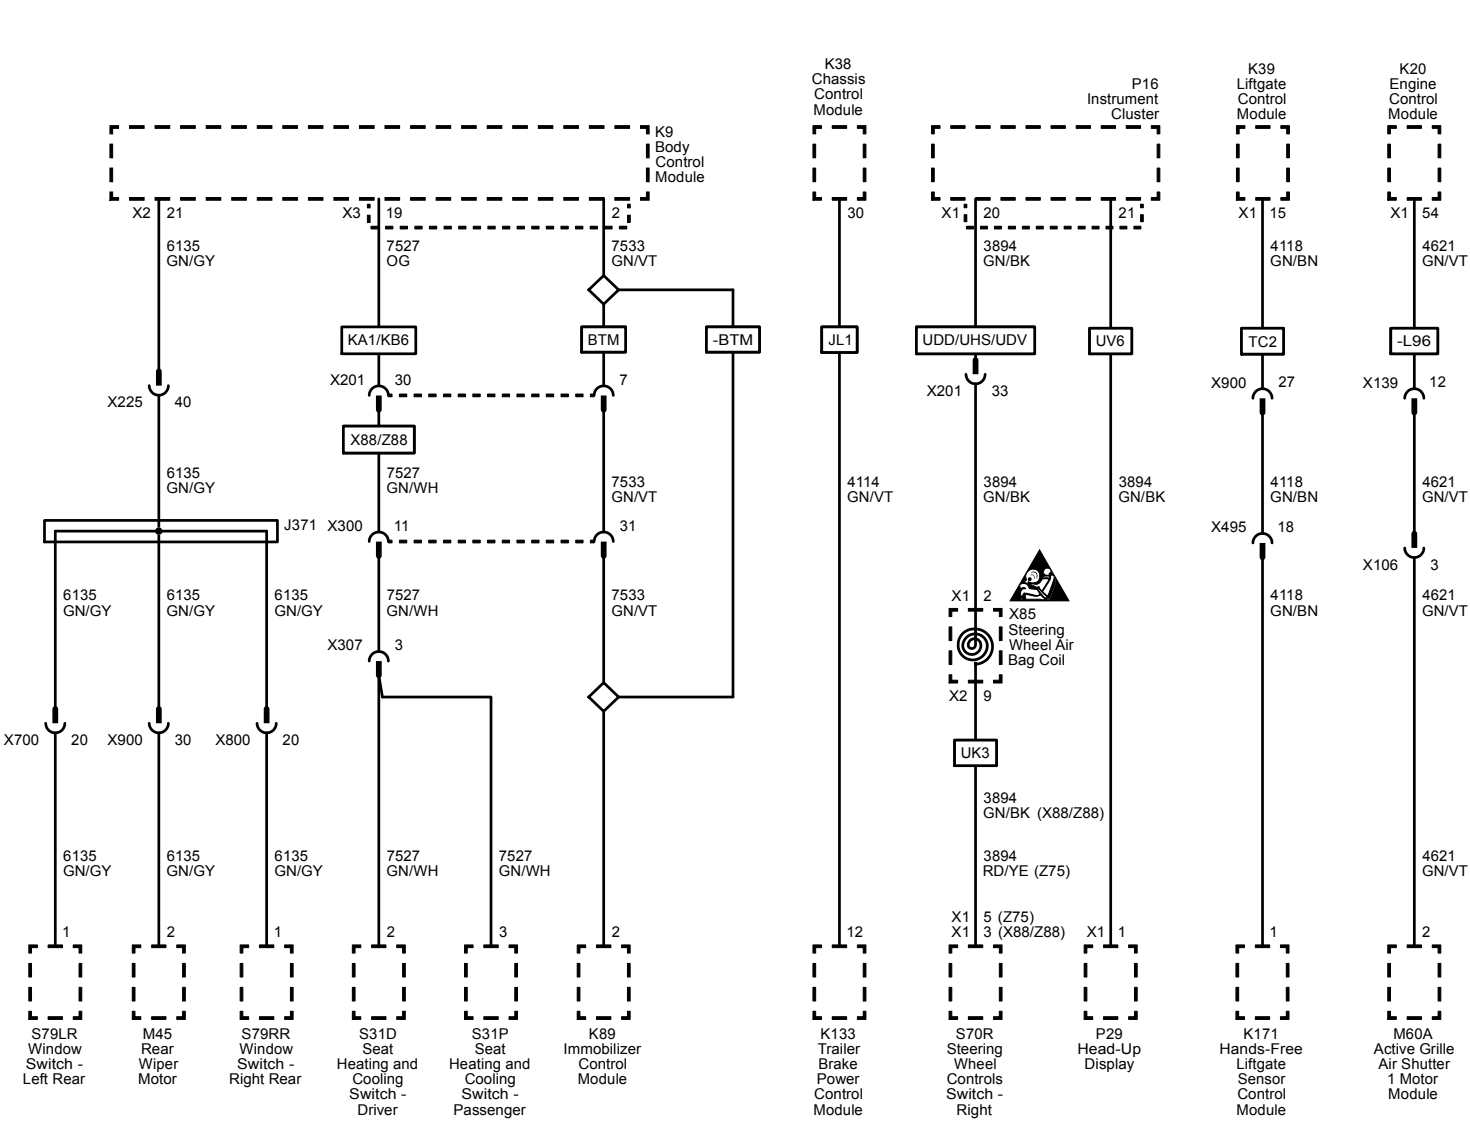 K38
Chassis
Control
Module
P16
Instrument
Cluster
K39
Liftgate
Control
Module
K20
Engine
Control
Module
K9
Body
Control
Module
X2 21
X3 19
2
30
X1 20
21
X1 15
X1 54
6135
GN/GY
7527
OG
7533
GN/VT
3894
GN/BK
4118
GN/BN
4621
GN/VT
KA1/KB6
BTM
-BTM
JL1
UDD/UHS/UDV
UV6
TC2
-L96
X225 40
X201 30
7
X201 33
X900 27
X139 12
X88/Z88
6135
GN/GY
7527
GN/WH
7533
GN/VT
4114
GN/VT
3894
GN/BK
3894
GN/BK
4118
GN/BN
4621
GN/VT
J371
X300 11
31
X495 18
X106 3
6135
GN/GY
6135
GN/GY
6135
GN/GY
7527
GN/WH
7533
GN/VT
X1 2
X85
Steering
Wheel Air
Bag Coil
X2 9
4118
GN/BN
4621
GN/VT
X307 3
X700 20
X900 30
X800 20
UK3
3894
GN/BK (X88/Z88)
6135
GN/GY
6135
GN/GY
6135
GN/GY
7527
GN/WH
7527
GN/WH
3894
RD/YE (Z75)
4621
GN/VT
X1 5 (Z75)
X1 3 (X88/Z88)
1
2
1
2
3
2
12
X1 1
1
2
S79LR
Window
Switch -
Left Rear
M45
Rear
Wiper
Motor
S79RR
Window
Switch -
Right Rear
S31D
Seat
Heating and
Cooling
Switch -
Driver
S31P
Seat
Heating and
Cooling
Switch -
Passenger
K89
Immobilizer
Control
Module
K133
Trailer
Brake
Power
Control
Module
S70R
Steering
Wheel
Controls
Switch -
Right
P29
Head-Up
Display
K171
Hands-Free
Liftgate
Sensor
Control
Module
M60A
Active Grille
Air Shutter
1 Motor
Module